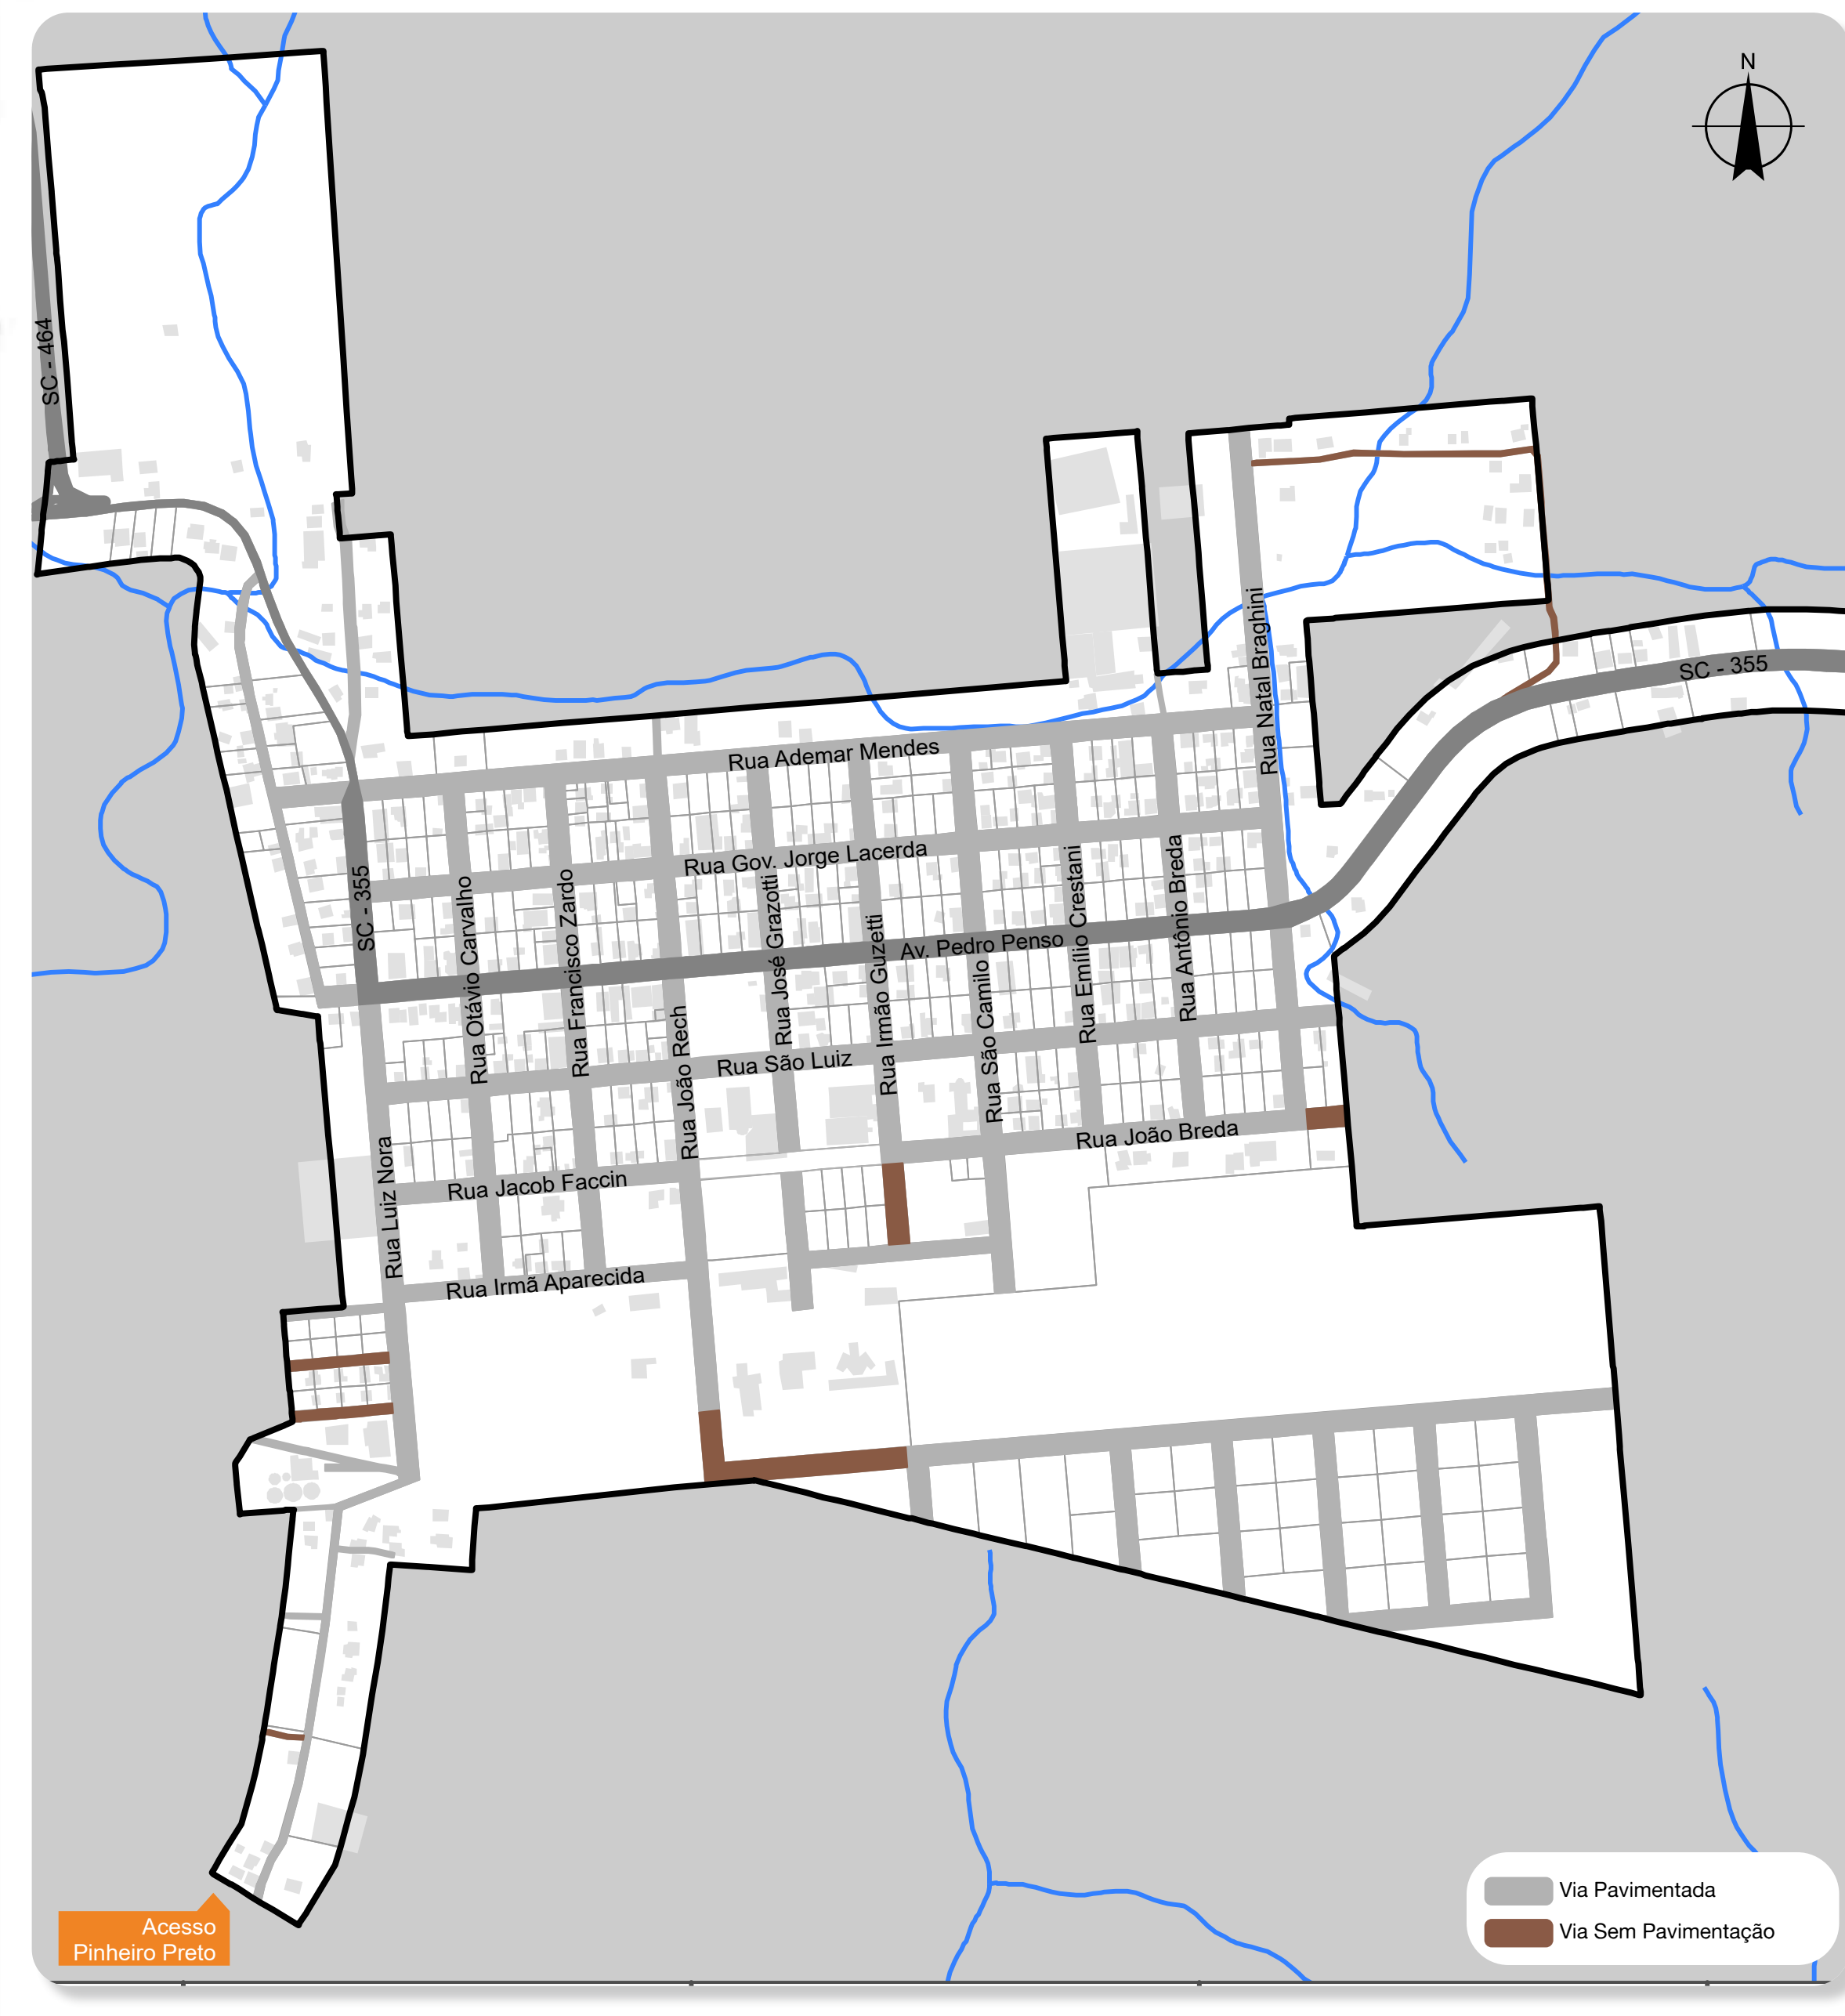 N
SC - 464
Rua Natal Braghini
SC - 355
Rua Ademar Mendes
Rua Gov. Jorge Lacerda
SC - 355
Rua Otávio Carvalho
Rua Francisco Zardo
Rua José Grazotti
Rua Irmão Guzetti
Av. Pedro Penso
Rua Emílio Crestani
Rua Antônio Breda
Rua São Camilo
Rua João Rech
Rua São Luiz
Rua João Breda
Rua Luiz Nora
Rua Jacob Faccin
Rua Irmã Aparecida
Via Pavimentada
Via Sem Pavimentação
Acesso
Pinheiro Preto